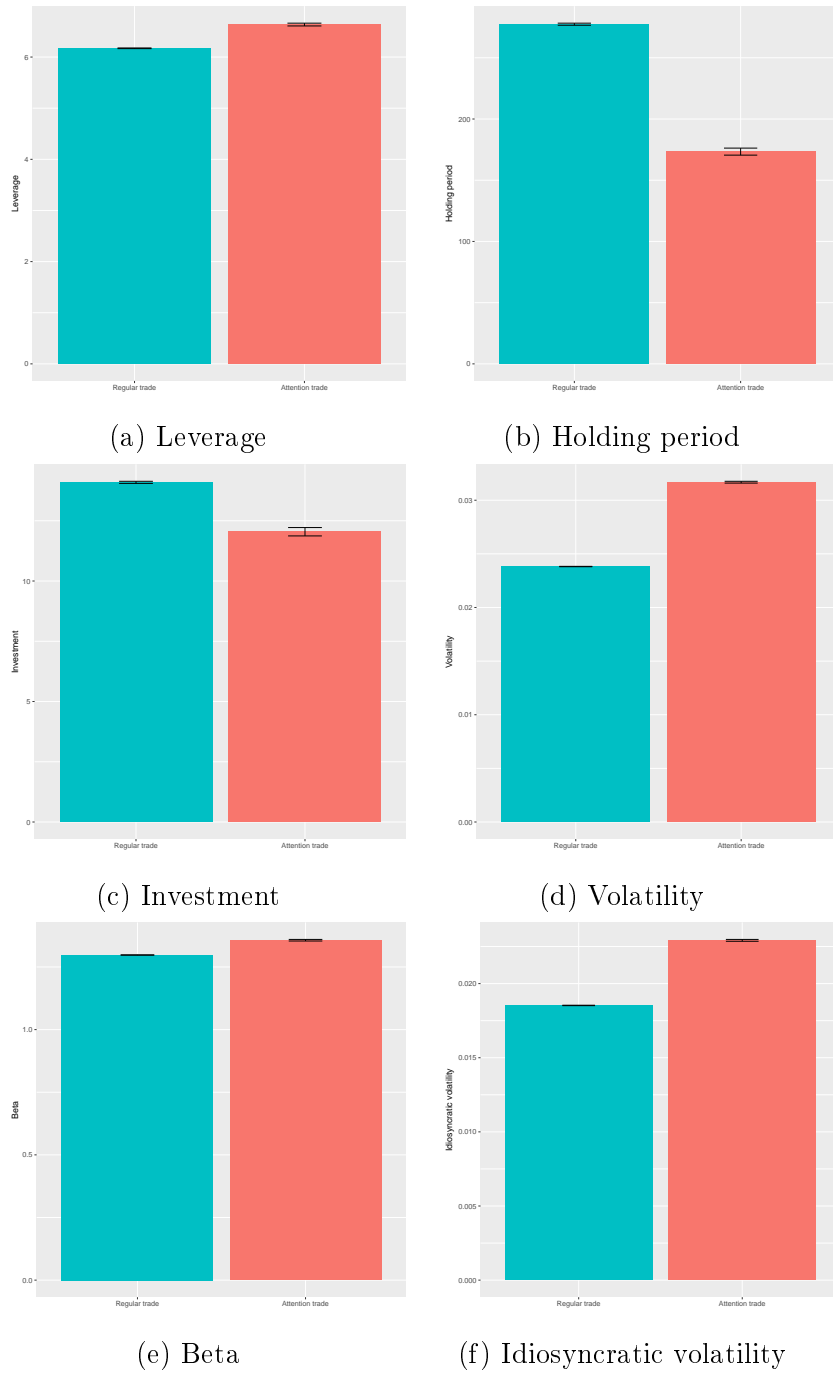 6
4
2
0
Leverage
Regular trade Attention trade
(a) Leverage
200
100
0
Holding period
Regular trade Attention trade
(b) Holding period
10
5
0
Investment
Regular trade Attention trade
(c) Investment
0.03
0.02
0.01
0.00
Volatility
Regular trade Attention trade
(d) Volatility
1.0
0.5
0.0
Beta
Regular trade Attention trade
(e) Beta
0.020
0.015
0.010
0.005
0.000
Idiosyncratic volatility
Regular trade Attention trade
(f) Idiosyncratic volatility